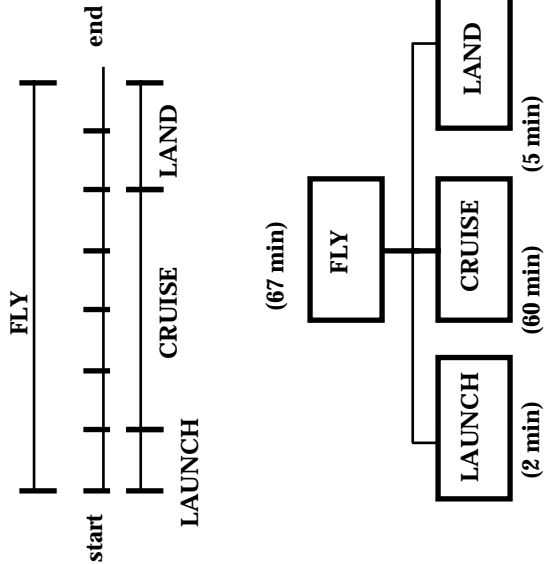 FLY
start
end
LAUNCH
CRUISE
LAND
(67 min)
FLY
LAUNCH
CRUISE
LAND
(2 min)
(60 min)
(5 min)